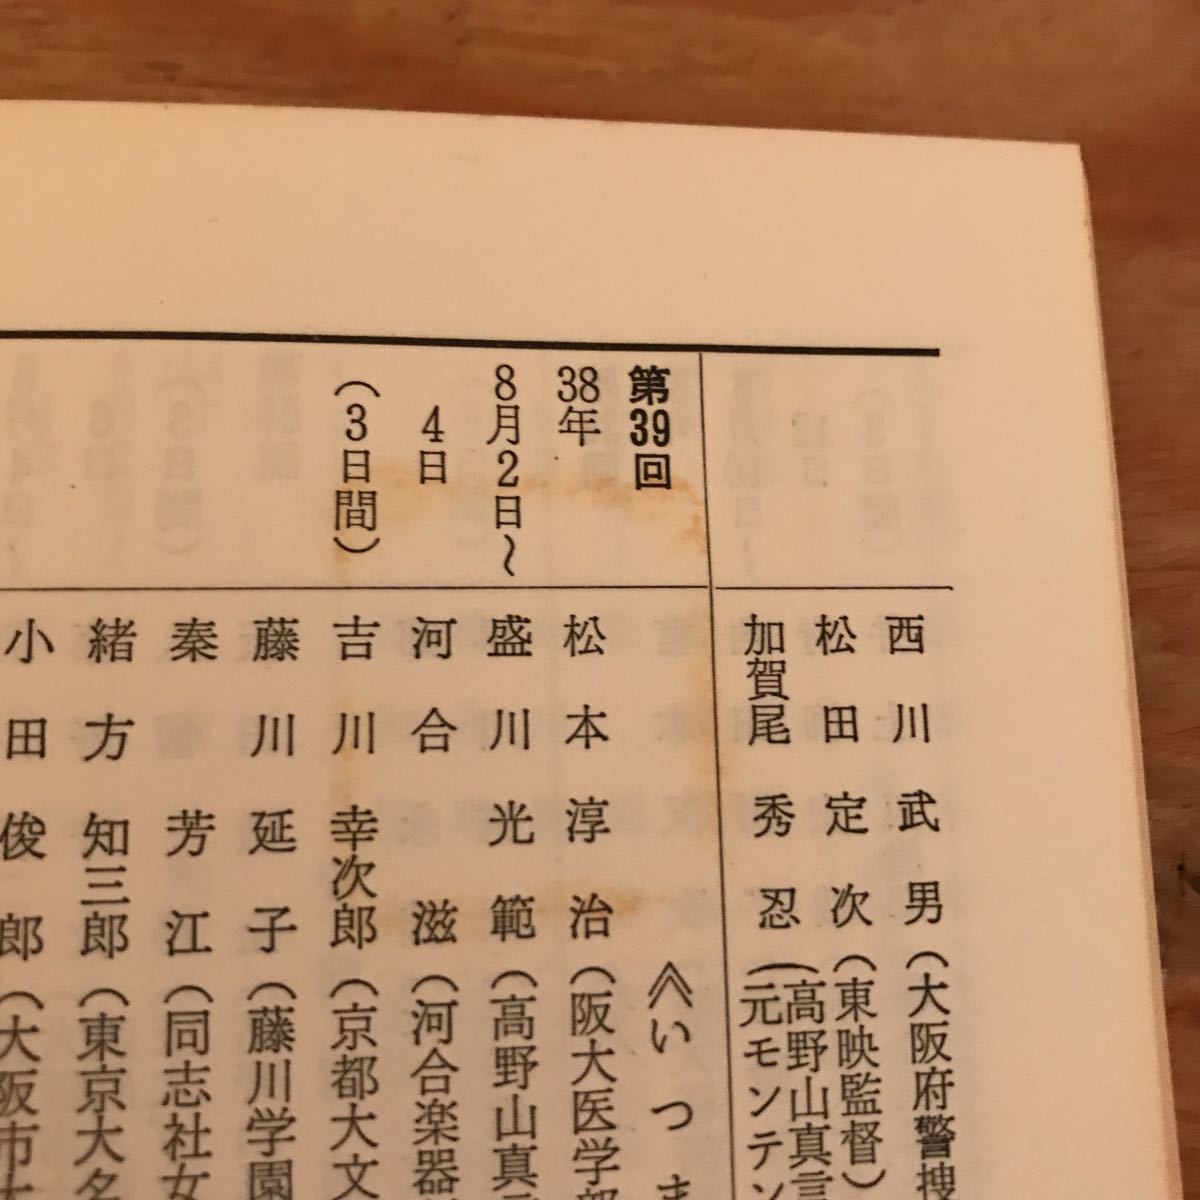 西川武男（大阪府警捜
松田定次（東映監督）
加賀尾秀忍（高野山真言
（元モンテン
第39回
《いつま
38年
松本淳治（阪大医学部
8月2日〜
盛川光範（高野山真言
4日
河合滋（河合楽器
（3日間）
吉川幸次郎（京都大文
藤川延子（藤川学園
秦芳江（同志社女
緒方知三郎（東京大名
小田俊郎（大阪市大